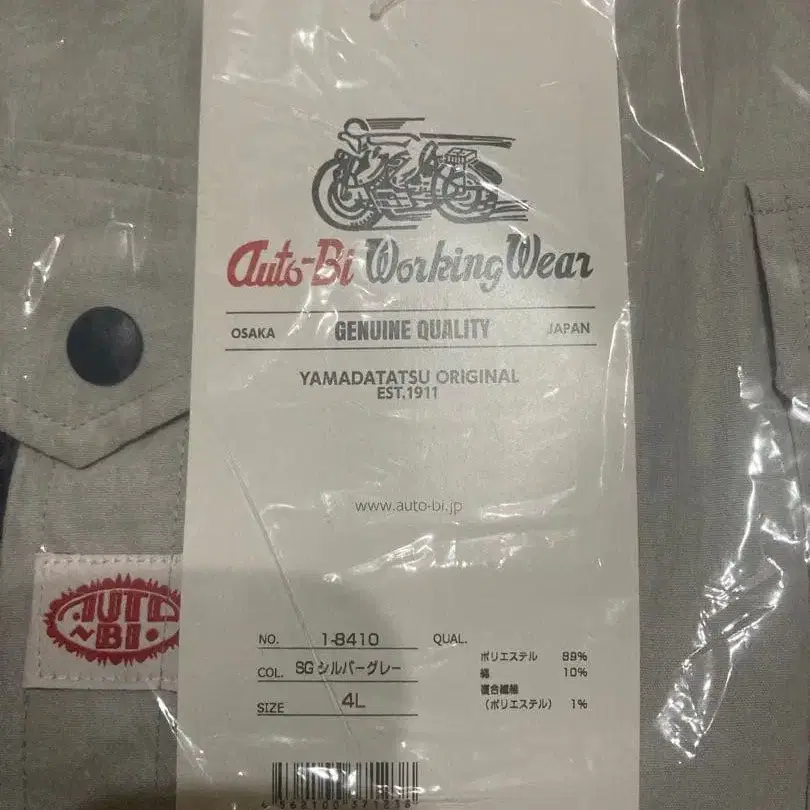 Auto-Bi Working Wear
OSAKA GENUINE QUALITY JAPAN
YAMADATATSU ORIGINAL
EST.1911
www.auto-bi.jp
AUTO
~BI·
NO. 1-8410
COL. SG シルバーグレー
SIZE 4L
QUAL.
ポリエステル 89%
綿 10%
複合繊維
（ポリエステル） 1%